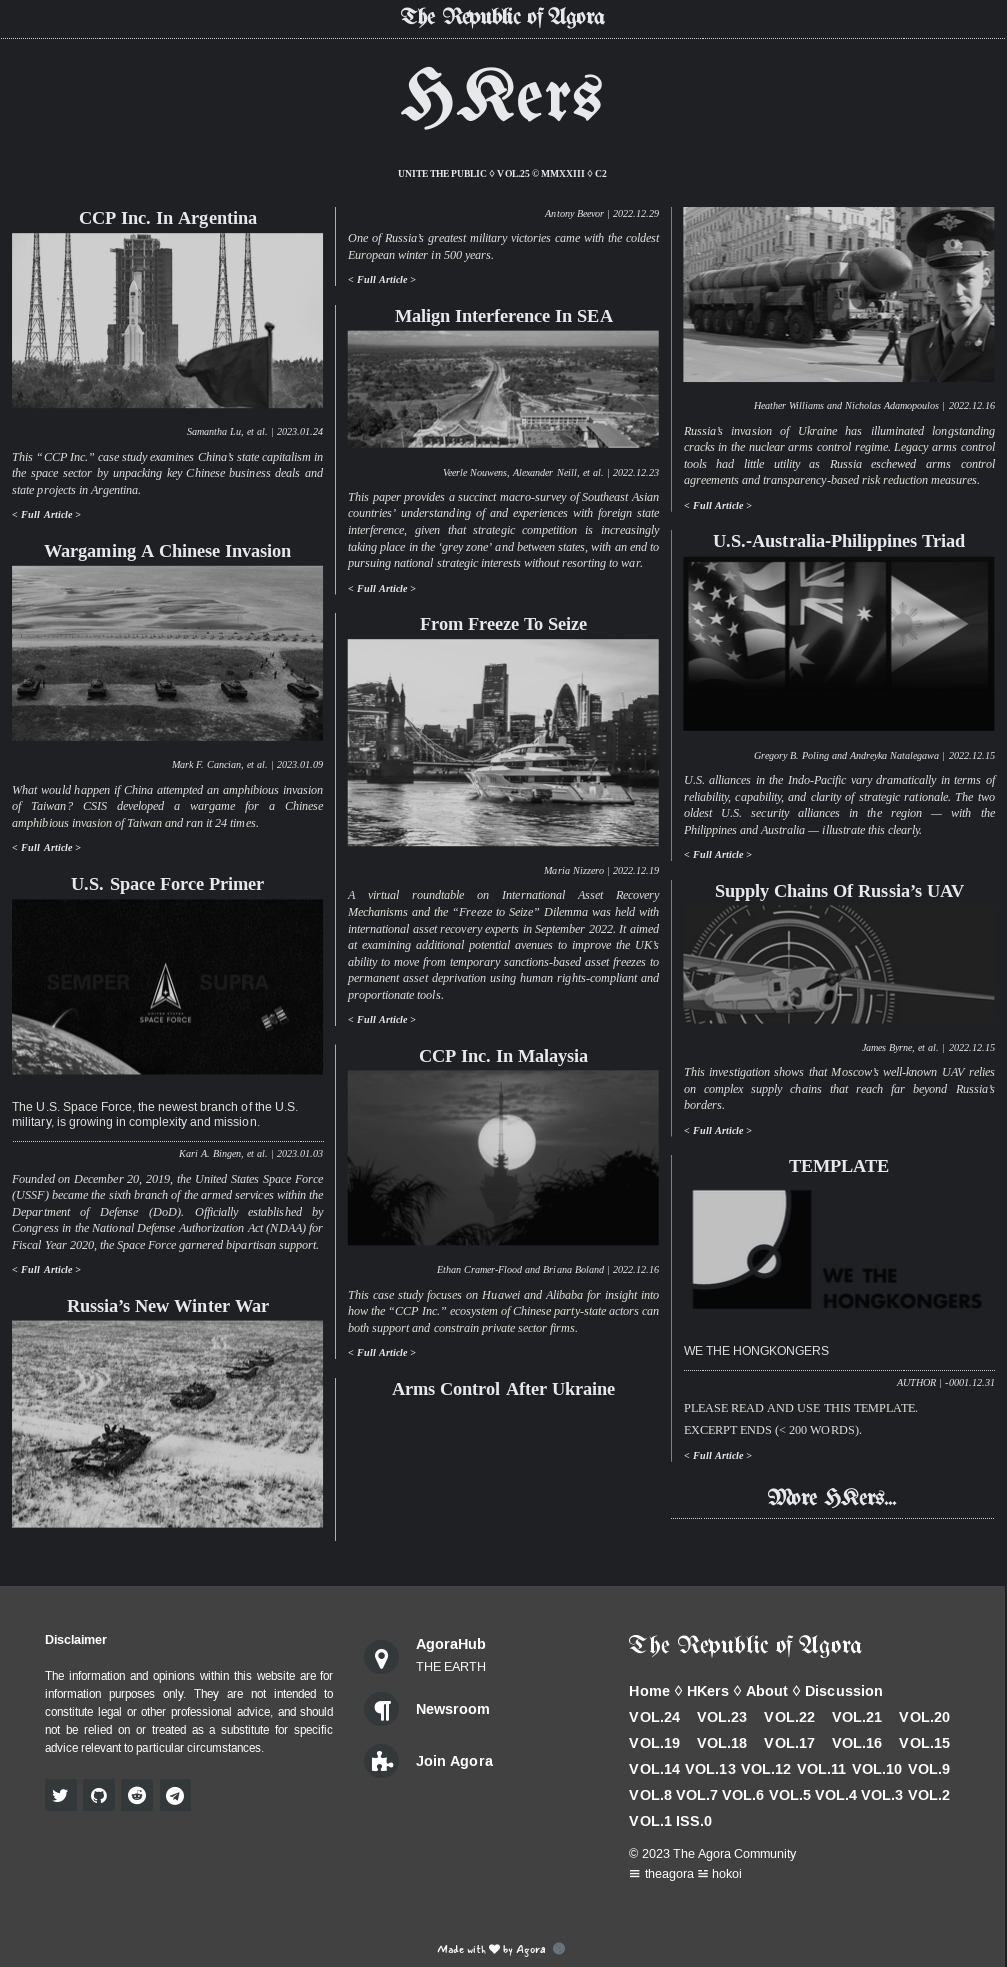 The Republic of Agora
HKers
UNITE THE PUBLIC ◊ VOL.25 © MMXXIII ◊ C2
CCP Inc. In Argentina
Samantha Lu, et al. | 2023.01.24
This “CCP Inc.” case study examines China’s state capitalism in
the space sector by unpacking key Chinese business deals and
state projects in Argentina.
< Full Article >
Wargaming A Chinese Invasion
Mark F. Cancian, et al. | 2023.01.09
What would happen if China attempted an amphibious invasion
of Taiwan? CSIS developed a wargame for a Chinese
amphibious invasion of Taiwan and ran it 24 times.
< Full Article >
U.S. Space Force Primer
SEMPER SUPRA
UNITED STATES
SPACE FORCE
The U.S. Space Force, the newest branch of the U.S.
military, is growing in complexity and mission.
Kari A. Bingen, et al. | 2023.01.03
Founded on December 20, 2019, the United States Space Force
(USSF) became the sixth branch of the armed services within the
Department of Defense (DoD). Officially established by
Congress in the National Defense Authorization Act (NDAA) for
Fiscal Year 2020, the Space Force garnered bipartisan support.
< Full Article >
Russia’s New Winter War
Antony Beevor | 2022.12.29
One of Russia’s greatest military victories came with the coldest
European winter in 500 years.
< Full Article >
Malign Interference In SEA
Veerle Nouwens, Alexander Neill, et al. | 2022.12.23
This paper provides a succinct macro-survey of Southeast Asian
countries’ understanding of and experiences with foreign state
interference, given that strategic competition is increasingly
taking place in the ‘grey zone’ and between states, with an end to
pursuing national strategic interests without resorting to war.
< Full Article >
From Freeze To Seize
Maria Nizzero | 2022.12.19
A virtual roundtable on International Asset Recovery
Mechanisms and the “Freeze to Seize” Dilemma was held with
international asset recovery experts in September 2022. It aimed
at examining additional potential avenues to improve the UK’s
ability to move from temporary sanctions-based asset freezes to
permanent asset deprivation using human rights-compliant and
proportionate tools.
< Full Article >
CCP Inc. In Malaysia
Ethan Cramer-Flood and Briana Boland | 2022.12.16
This case study focuses on Huawei and Alibaba for insight into
how the “CCP Inc.” ecosystem of Chinese party-state actors can
both support and constrain private sector firms.
< Full Article >
Arms Control After Ukraine
Heather Williams and Nicholas Adamopoulos | 2022.12.16
Russia’s invasion of Ukraine has illuminated longstanding
cracks in the nuclear arms control regime. Legacy arms control
tools had little utility as Russia eschewed arms control
agreements and transparency-based risk reduction measures.
< Full Article >
U.S.-Australia-Philippines Triad
Gregory B. Poling and Andreyka Natalegawa | 2022.12.15
U.S. alliances in the Indo-Pacific vary dramatically in terms of
reliability, capability, and clarity of strategic rationale. The two
oldest U.S. security alliances in the region — with the
Philippines and Australia — illustrate this clearly.
< Full Article >
Supply Chains Of Russia’s UAV
James Byrne, et al. | 2022.12.15
This investigation shows that Moscow’s well-known UAV relies
on complex supply chains that reach far beyond Russia’s
borders.
< Full Article >
TEMPLATE
WE THE
HONGKONGERS
WE THE HONGKONGERS
AUTHOR | -0001.12.31
PLEASE READ AND USE THIS TEMPLATE.
EXCERPT ENDS (< 200 WORDS).
< Full Article >
More HKers...
Disclaimer
The information and opinions within this website are for
information purposes only. They are not intended to
constitute legal or other professional advice, and should
not be relied on or treated as a substitute for specific
advice relevant to particular circumstances.
AgoraHub
THE EARTH
Newsroom
Join Agora
The Republic of Agora
Home ◊ HKers ◊ About ◊ Discussion
VOL.24 VOL.23 VOL.22 VOL.21 VOL.20
VOL.19 VOL.18 VOL.17 VOL.16 VOL.15
VOL.14 VOL.13 VOL.12 VOL.11 VOL.10 VOL.9
VOL.8 VOL.7 VOL.6 VOL.5 VOL.4 VOL.3 VOL.2
VOL.1 ISS.0
© 2023 The Agora Community
𝌆 theagora 𝌡 hokoi
Made with ♥ by Agora